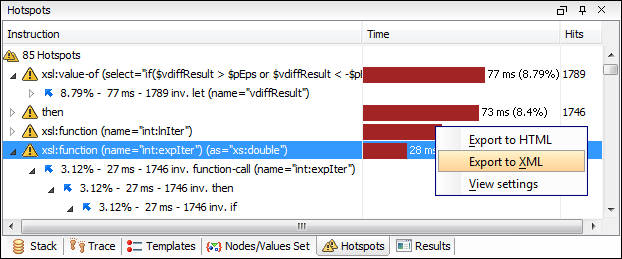 Hotspots
Instruction Time Hits
85 Hotspots
xsl:value-of (select="if($vdiffResult > $pEps or $vdiffResult < -$pl 77 ms (8.79%) 1789
8.79% - 77 ms - 1789 inv. let (name="vdiffResult")
then 73 ms (8.4%) 1746
xsl:function (name="int:lnIter")
xsl:function (name="int:expIter") (as="xs:double") 28 ms
3.12% - 27 ms - 1746 inv. function-call (name="int:expIter")
3.12% - 27 ms - 1746 inv. then
3.12% - 27 ms - 1746 inv. if
Export to HTML
Export to XML
View settings
Stack Trace Templates Nodes/Values Set Hotspots Results